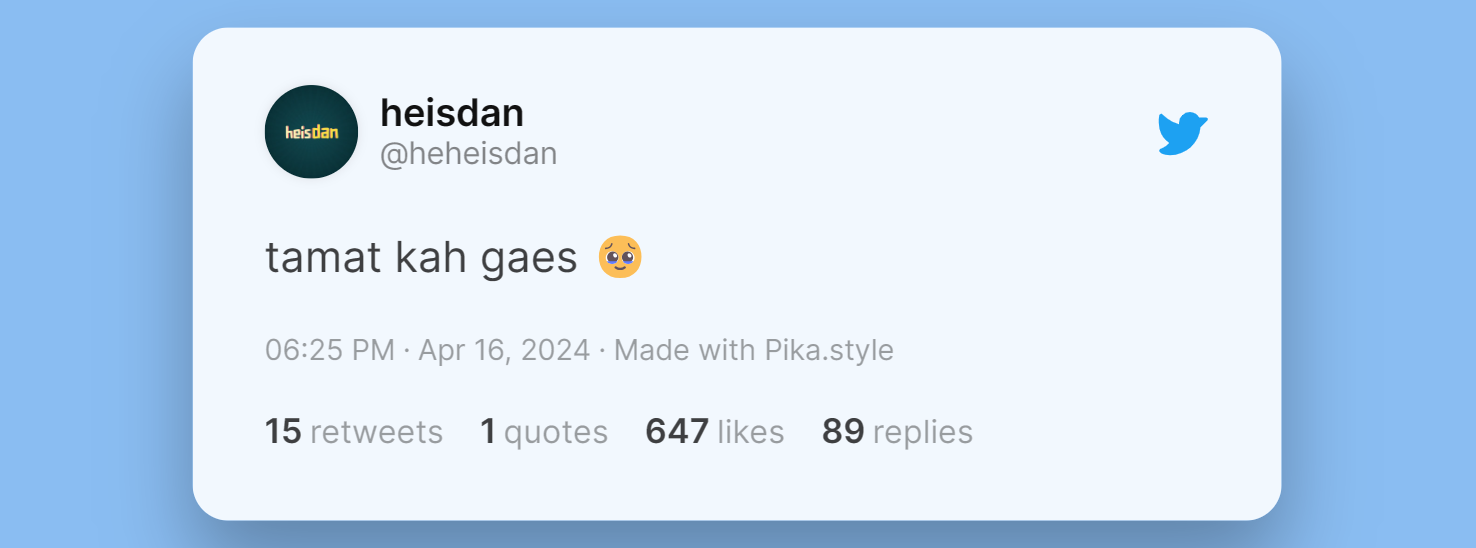 heisdan
heisdan
@heheisdan
tamat kah gaes 🥹
06:25 PM · Apr 16, 2024 · Made with Pika.style
15 retweets 1 quotes 647 likes 89 replies